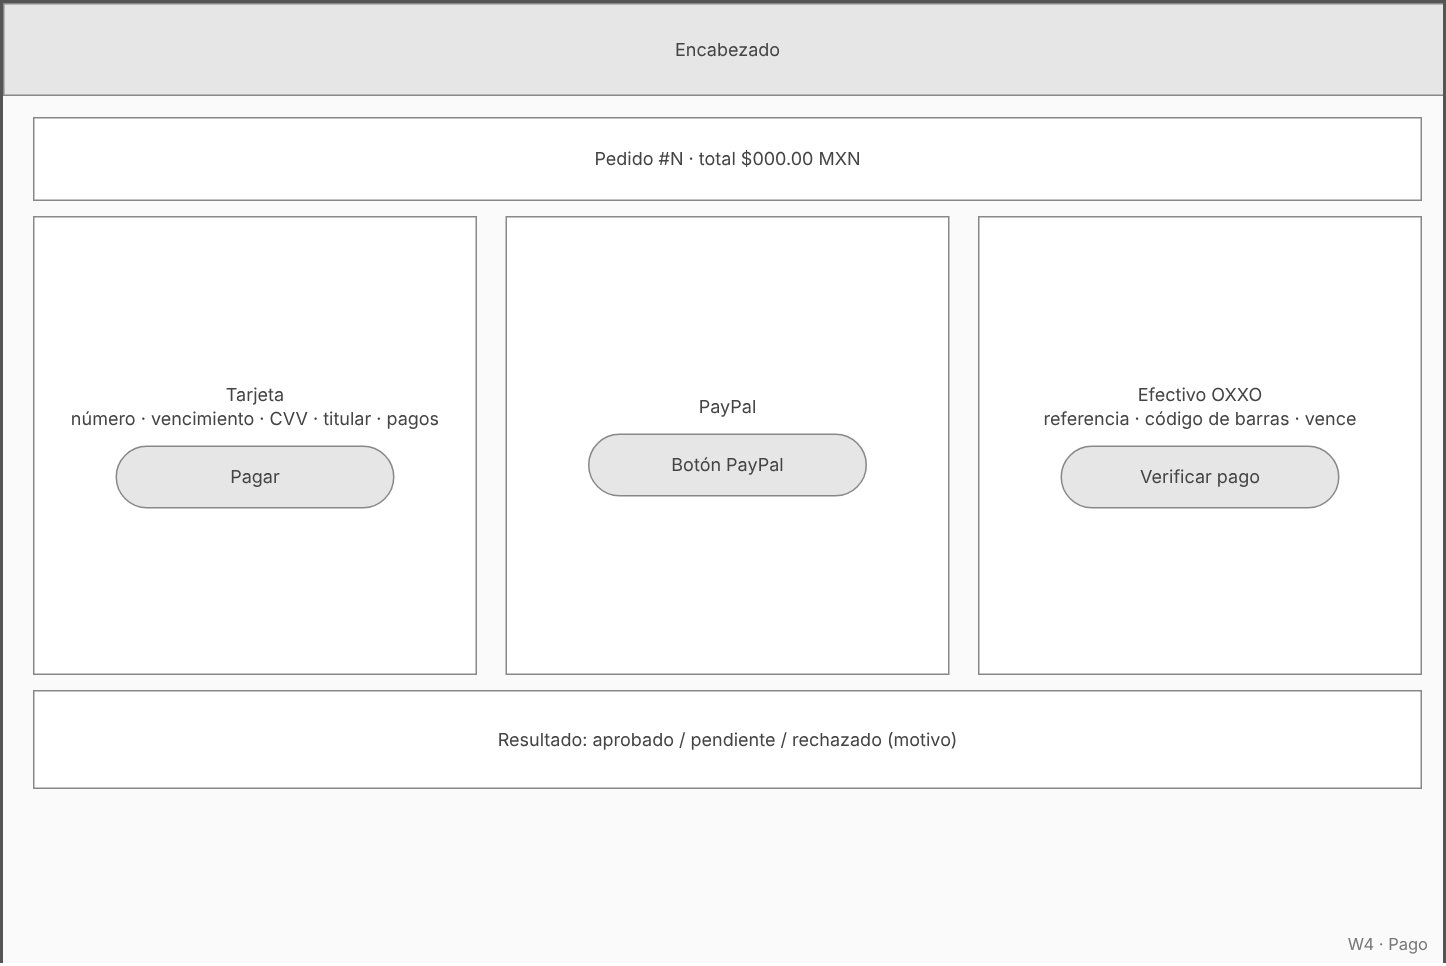 Encabezado
Pedido #N · total $000.00 MXN
Tarjeta
número · vencimiento · CVV · titular · pagos
Pagar
PayPal
Botón PayPal
Efectivo OXXO
referencia · código de barras · vence
Verificar pago
Resultado: aprobado / pendiente / rechazado (motivo)
W4 · Pago